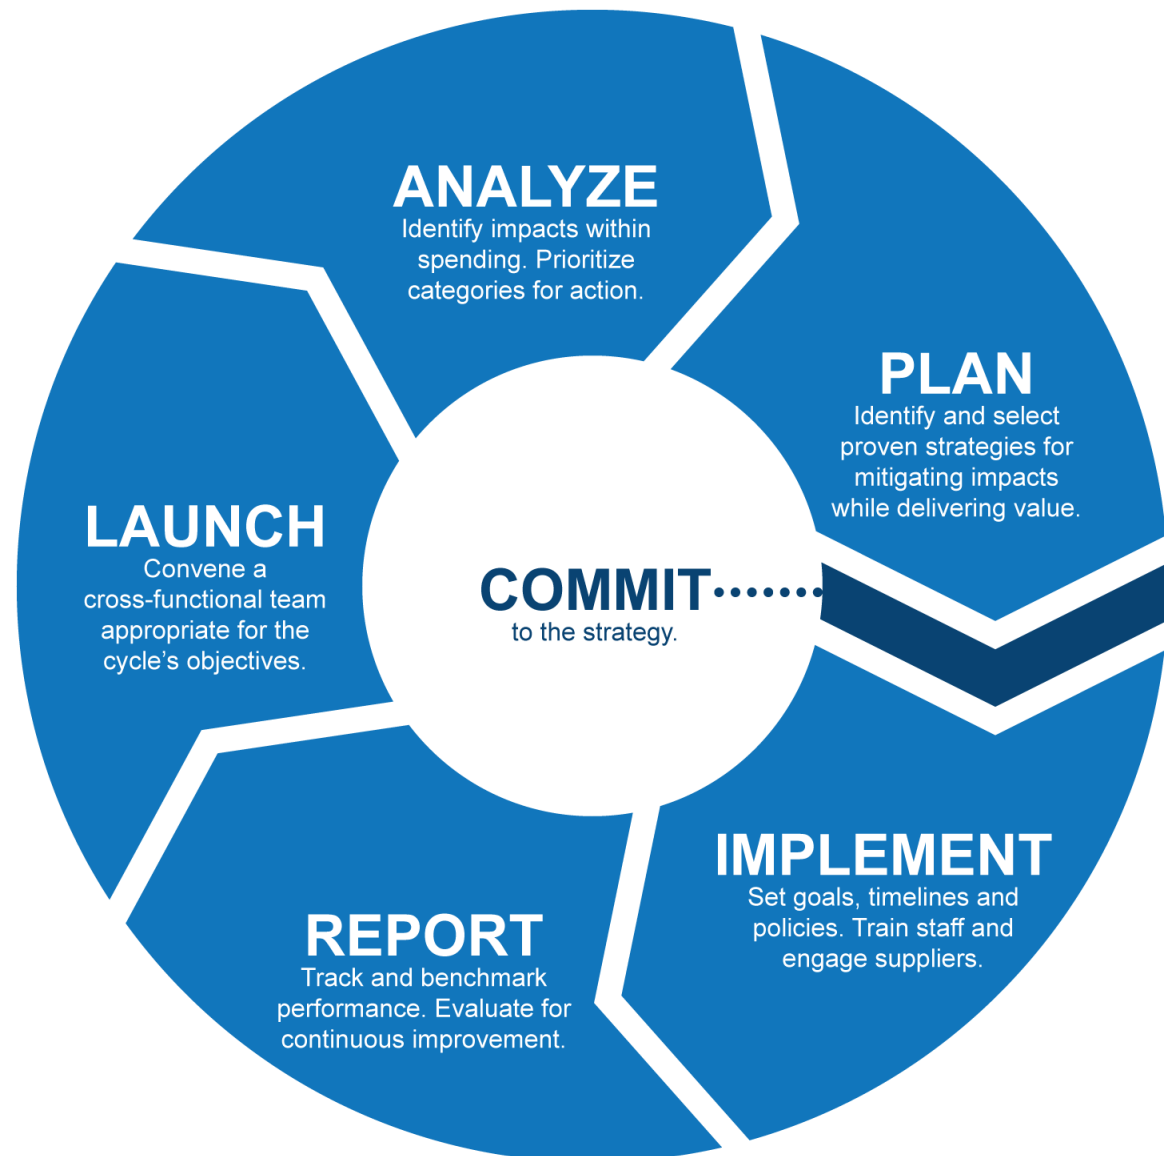 ANALYZE
Identify impacts within
spending. Prioritize
categories for action.
PLAN
Identify and select
proven strategies for
mitigating impacts
while delivering value.
LAUNCH
Convene a
cross-functional team
appropriate for the
cycle’s objectives.
COMMIT
to the strategy.
IMPLEMENT
Set goals, timelines and
policies. Train staff and
engage suppliers.
REPORT
Track and benchmark
performance. Evaluate for
continuous improvement.